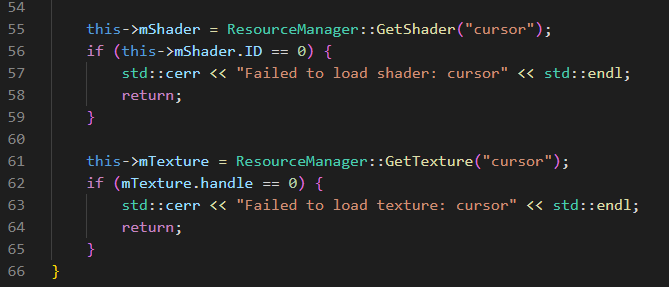 54
55 this->mShader = ResourceManager::GetShader("cursor");
56 if (this->mShader.ID == 0) {
57 std::cerr << "Failed to load shader: cursor" << std::endl;
58 return;
59 }
60
61 this->mTexture = ResourceManager::GetTexture("cursor");
62 if (mTexture.handle == 0) {
63 std::cerr << "Failed to load texture: cursor" << std::endl;
64 return;
65 }
66 }